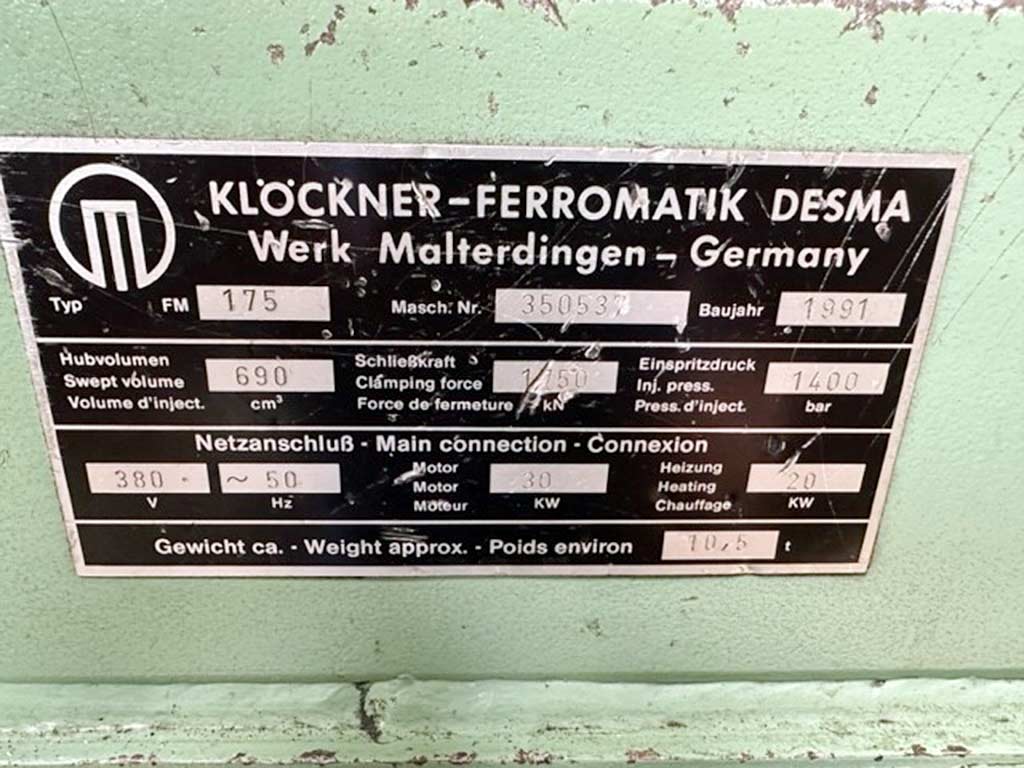 KLÖCKNER-FERROMATIK DESMA
Werk Malterdingen - Germany
Typ FM 175 Masch. Nr. 350537 Baujahr 1991
Hubvolumen
Swept volume 690
Volume d'inject. cm³
Schließkraft
Clamping force 1750
Force de fermeture kN
Einspritzdruck
Inj. press. 1400
Press. d'inject. bar
Netzanschluß - Main connection - Connexion
380 ~ 50
V Hz
Motor
Motor 30
Moteur KW
Heizung
Heating 20
Chauffage KW
Gewicht ca. - Weight approx. - Poids environ 10,5 t